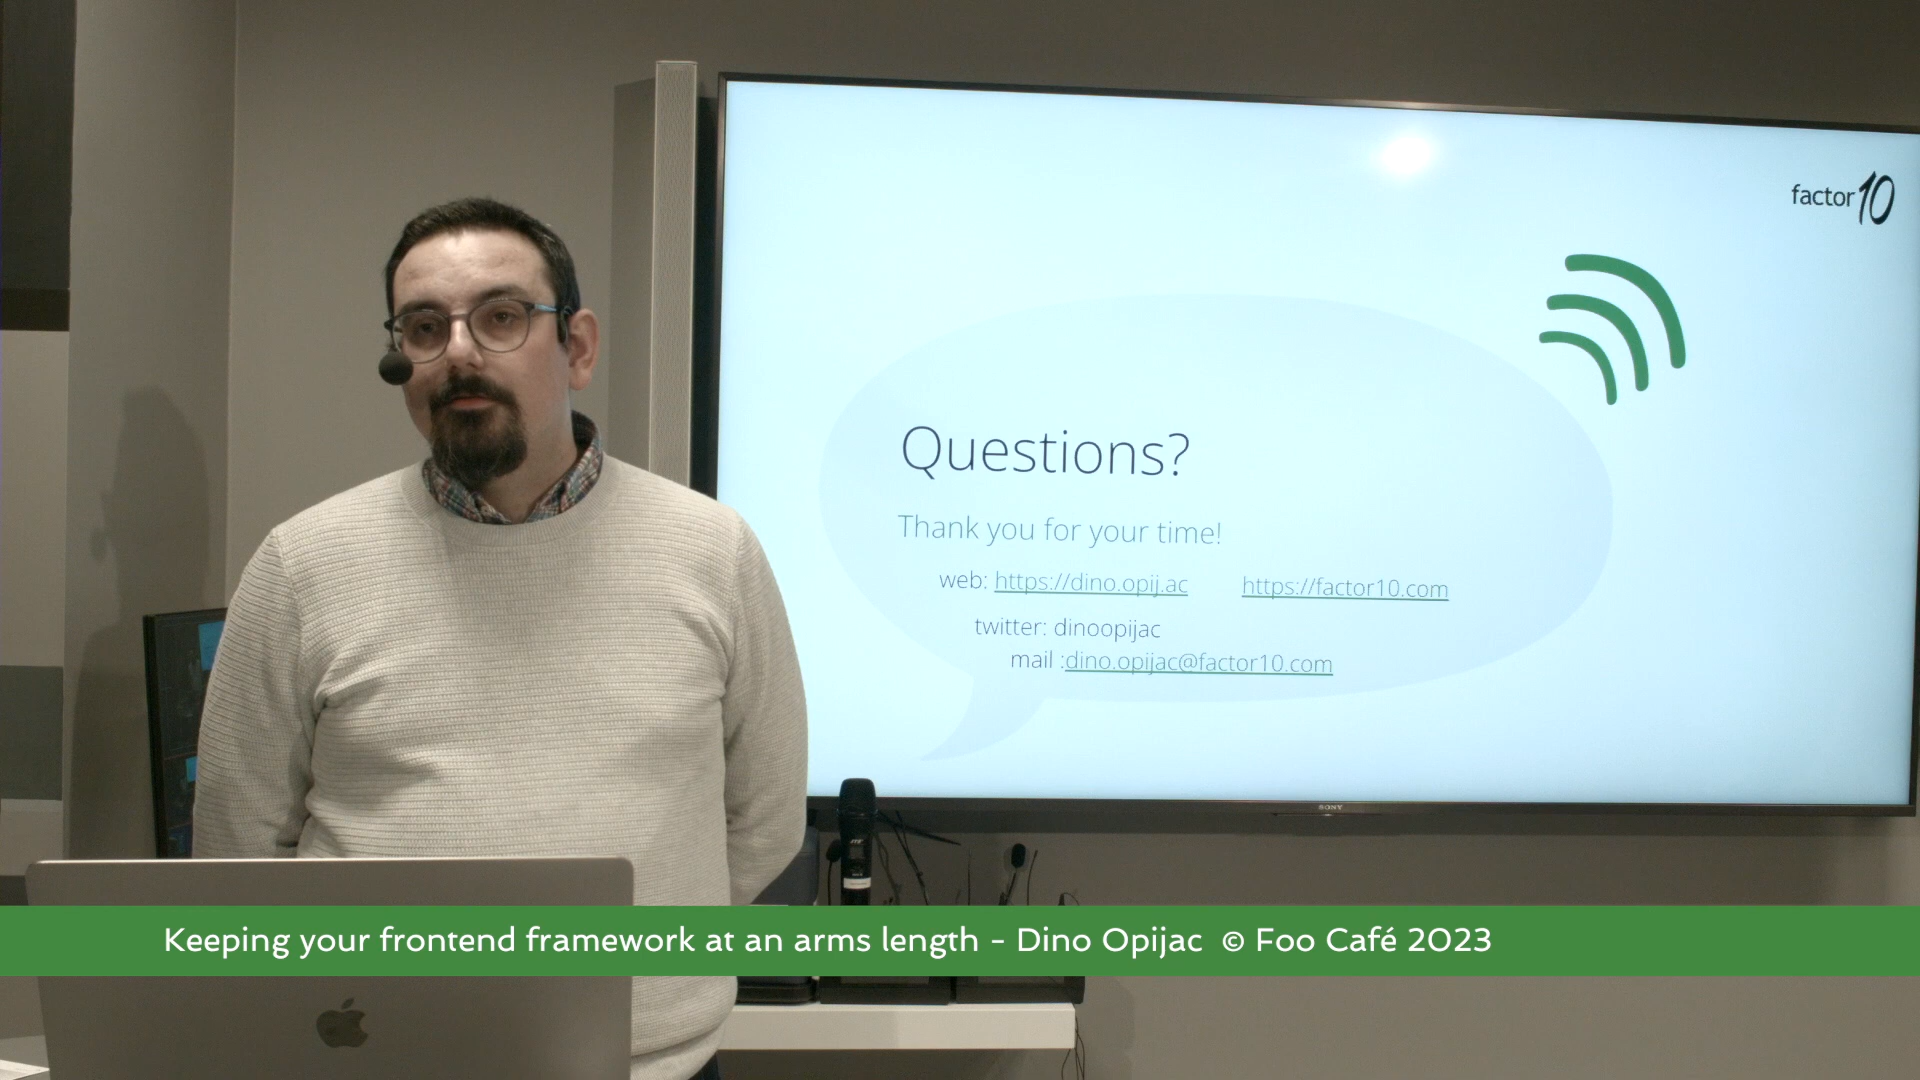 factor10
Questions?
Thank you for your time!
web: https://dino.opij.ac https://factor10.com
twitter: dinoopijac
mail :dino.opijac@factor10.com
SONY
Keeping your frontend framework at an arms length - Dino Opijac © Foo Café 2023